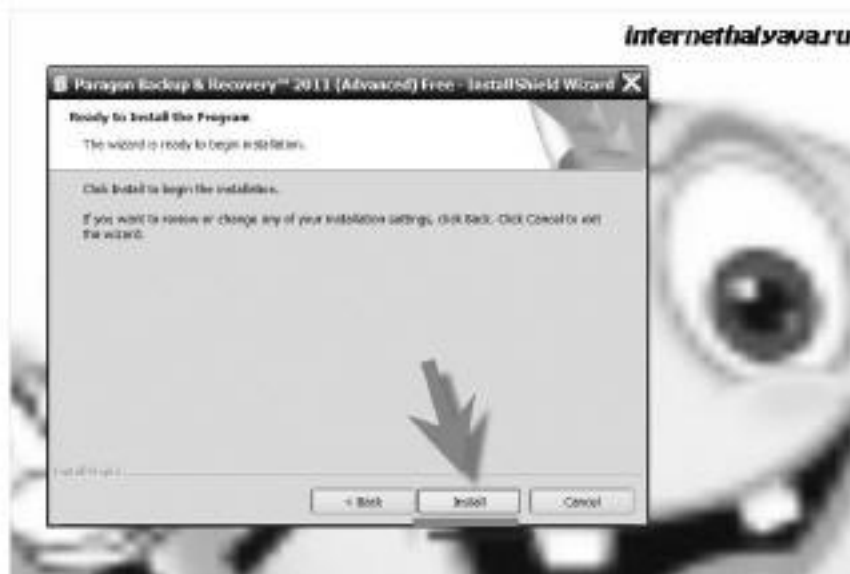 internethalyava.ru
Paragon Backup & Recovery™ 2011 (Advanced) Free - InstallShield Wizard
Ready to Install the Program
The wizard is ready to begin installation.
Click Install to begin the installation.
If you want to review or change any of your installation settings, click Back. Click Cancel to exit
the wizard.
InstallShield
< Back
Install
Cancel